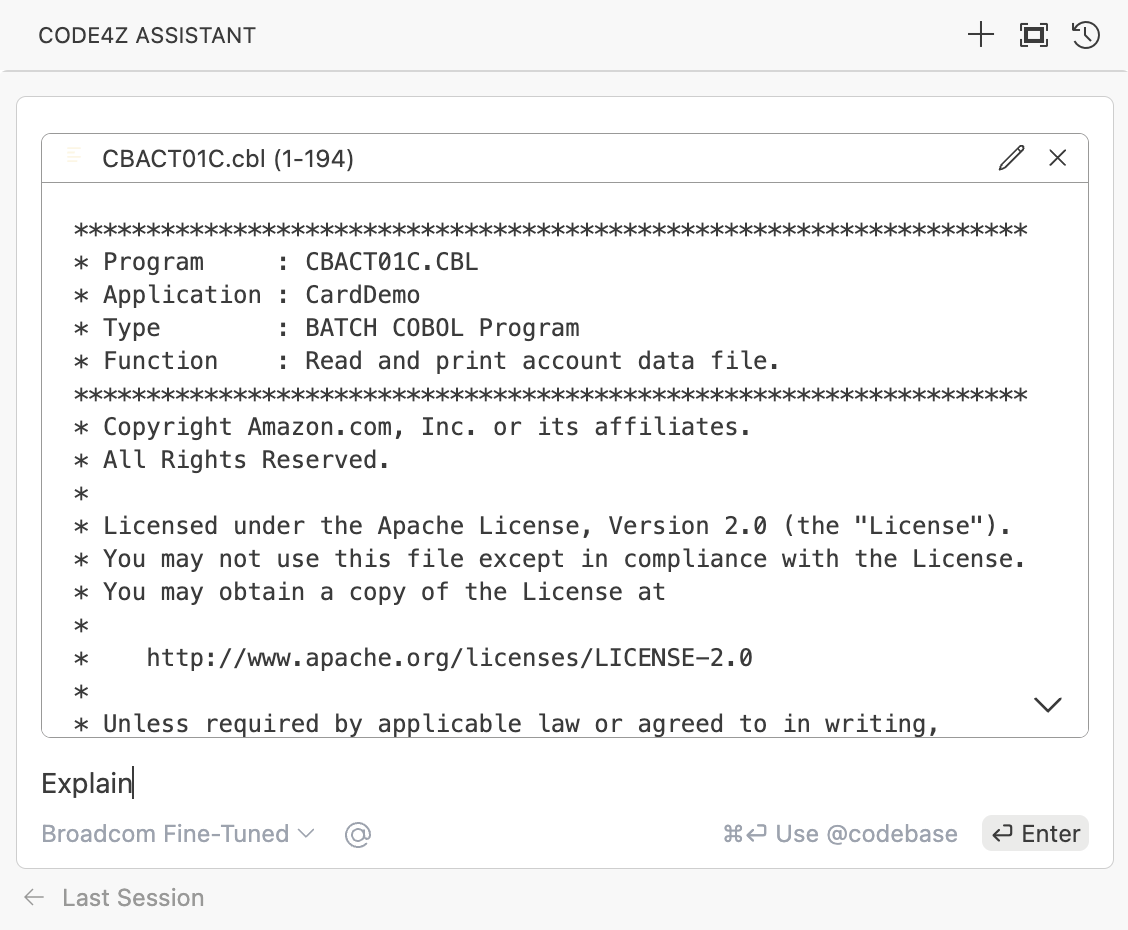 CODE4Z ASSISTANT
CBACT01C.cbl (1-194)
******************************************************************
* Program     : CBACT01C.CBL
* Application : CardDemo
* Type        : BATCH COBOL Program
* Function    : Read and print account data file.
******************************************************************
* Copyright Amazon.com, Inc. or its affiliates.
* All Rights Reserved.
*
* Licensed under the Apache License, Version 2.0 (the "License").
* You may not use this file except in compliance with the License.
* You may obtain a copy of the License at
*
*    http://www.apache.org/licenses/LICENSE-2.0
*
* Unless required by applicable law or agreed to in writing,
Explain
Broadcom Fine-Tuned @ ⌘⏎ Use @codebase ⏎ Enter
← Last Session